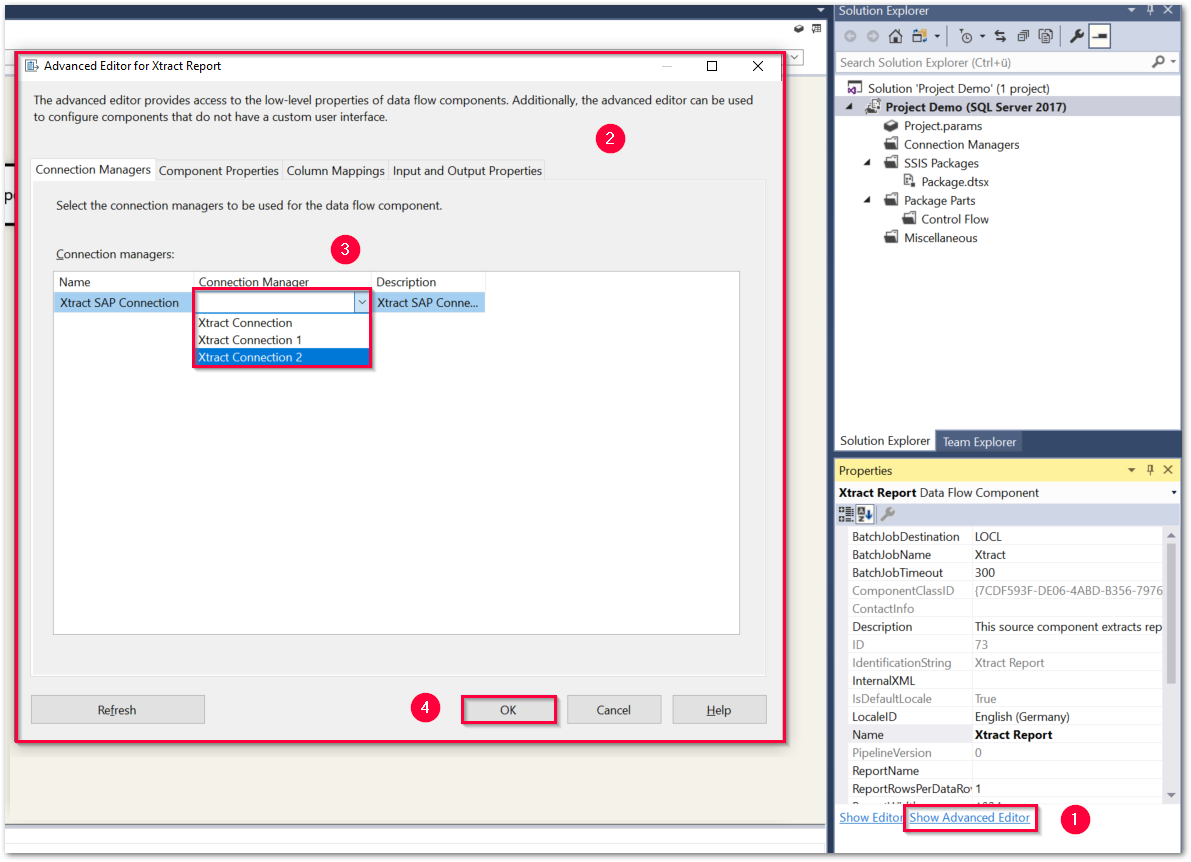 Advanced Editor for Xtract Report
The advanced editor provides access to the low-level properties of data flow components. Additionally, the advanced editor can be used
to configure components that do not have a custom user interface.
2
Connection Managers Component Properties Column Mappings Input and Output Properties
Select the connection managers to be used for the data flow component.
3
Connection managers:
Name Connection Manager Description
Xtract SAP Connection Xtract SAP Conne...
Xtract Connection
Xtract Connection 1
Xtract Connection 2
4
Refresh OK Cancel Help
Solution Explorer
Search Solution Explorer (Ctrl+ü)
Solution 'Project Demo' (1 project)
Project Demo (SQL Server 2017)
Project.params
Connection Managers
SSIS Packages
Package.dtsx
Package Parts
Control Flow
Miscellaneous
Solution Explorer Team Explorer
Properties
Xtract Report Data Flow Component
BatchJobDestination LOCL
BatchJobName Xtract
BatchJobTimeout 300
ComponentClassID {7CDF593F-DE06-4ABD-B356-7976
ContactInfo
Description This source component extracts rep
ID 73
IdentificationString Xtract Report
InternalXML
IsDefaultLocale True
LocaleID English (Germany)
Name Xtract Report
PipelineVersion 0
ReportName
ReportRowsPerDataRo 1
Show Editor Show Advanced Editor
1